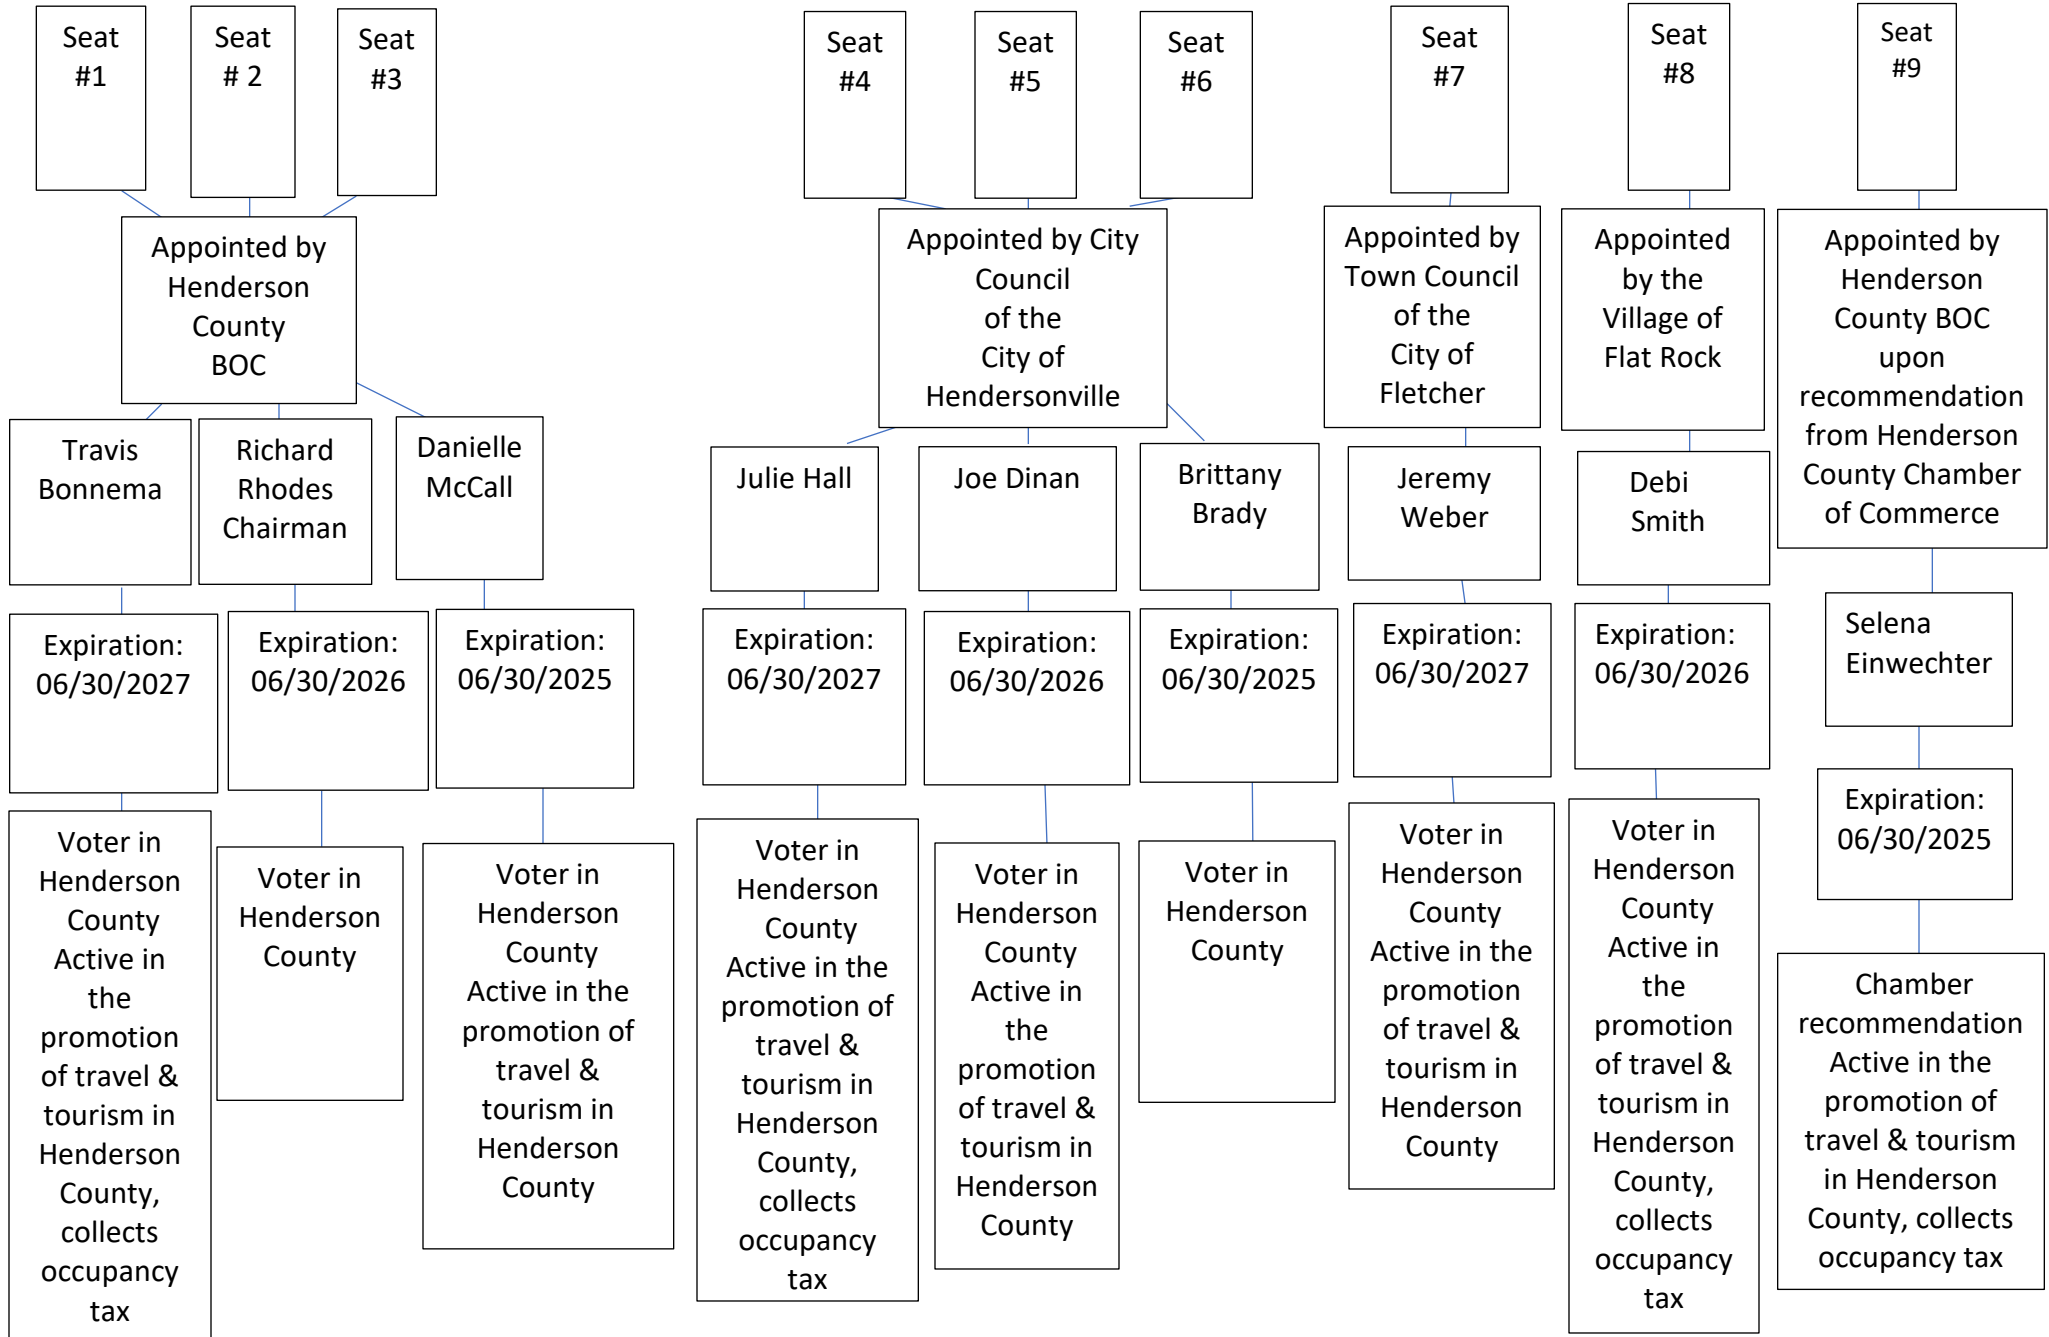 Seat
#1
Seat
# 2
Seat
#3
Seat
#4
Seat
#5
Seat
#6
Seat
#7
Seat
#8
Seat
#9
Appointed by
Henderson
County
BOC
Appointed by City
Council
of the
City of
Hendersonville
Appointed by
Town Council
of the
City of
Fletcher
Appointed
by the
Village of
Flat Rock
Appointed by
Henderson
County BOC
upon
recommendation
from Henderson
County Chamber
of Commerce
Travis
Bonnema
Richard
Rhodes
Chairman
Danielle
McCall
Julie Hall
Joe Dinan
Brittany
Brady
Jeremy
Weber
Debi
Smith
Selena
Einwechter
Expiration:
06/30/2027
Expiration:
06/30/2026
Expiration:
06/30/2025
Expiration:
06/30/2027
Expiration:
06/30/2026
Expiration:
06/30/2025
Expiration:
06/30/2027
Expiration:
06/30/2026
Expiration:
06/30/2025
Voter in
Henderson
County
Active in
the
promotion
of travel &
tourism in
Henderson
County,
collects
occupancy
tax
Voter in
Henderson
County
Voter in
Henderson
County
Active in the
promotion of
travel &
tourism in
Henderson
County
Voter in
Henderson
County
Active in the
promotion of
travel &
tourism in
Henderson
County,
collects
occupancy
tax
Voter in
Henderson
County
Active in
the
promotion
of travel &
tourism in
Henderson
County
Voter in
Henderson
County
Voter in
Henderson
County
Active in the
promotion
of travel &
tourism in
Henderson
County
Voter in
Henderson
County
Active in
the
promotion
of travel &
tourism in
Henderson
County,
collects
occupancy
tax
Chamber
recommendation
Active in the
promotion of
travel & tourism
in Henderson
County, collects
occupancy tax